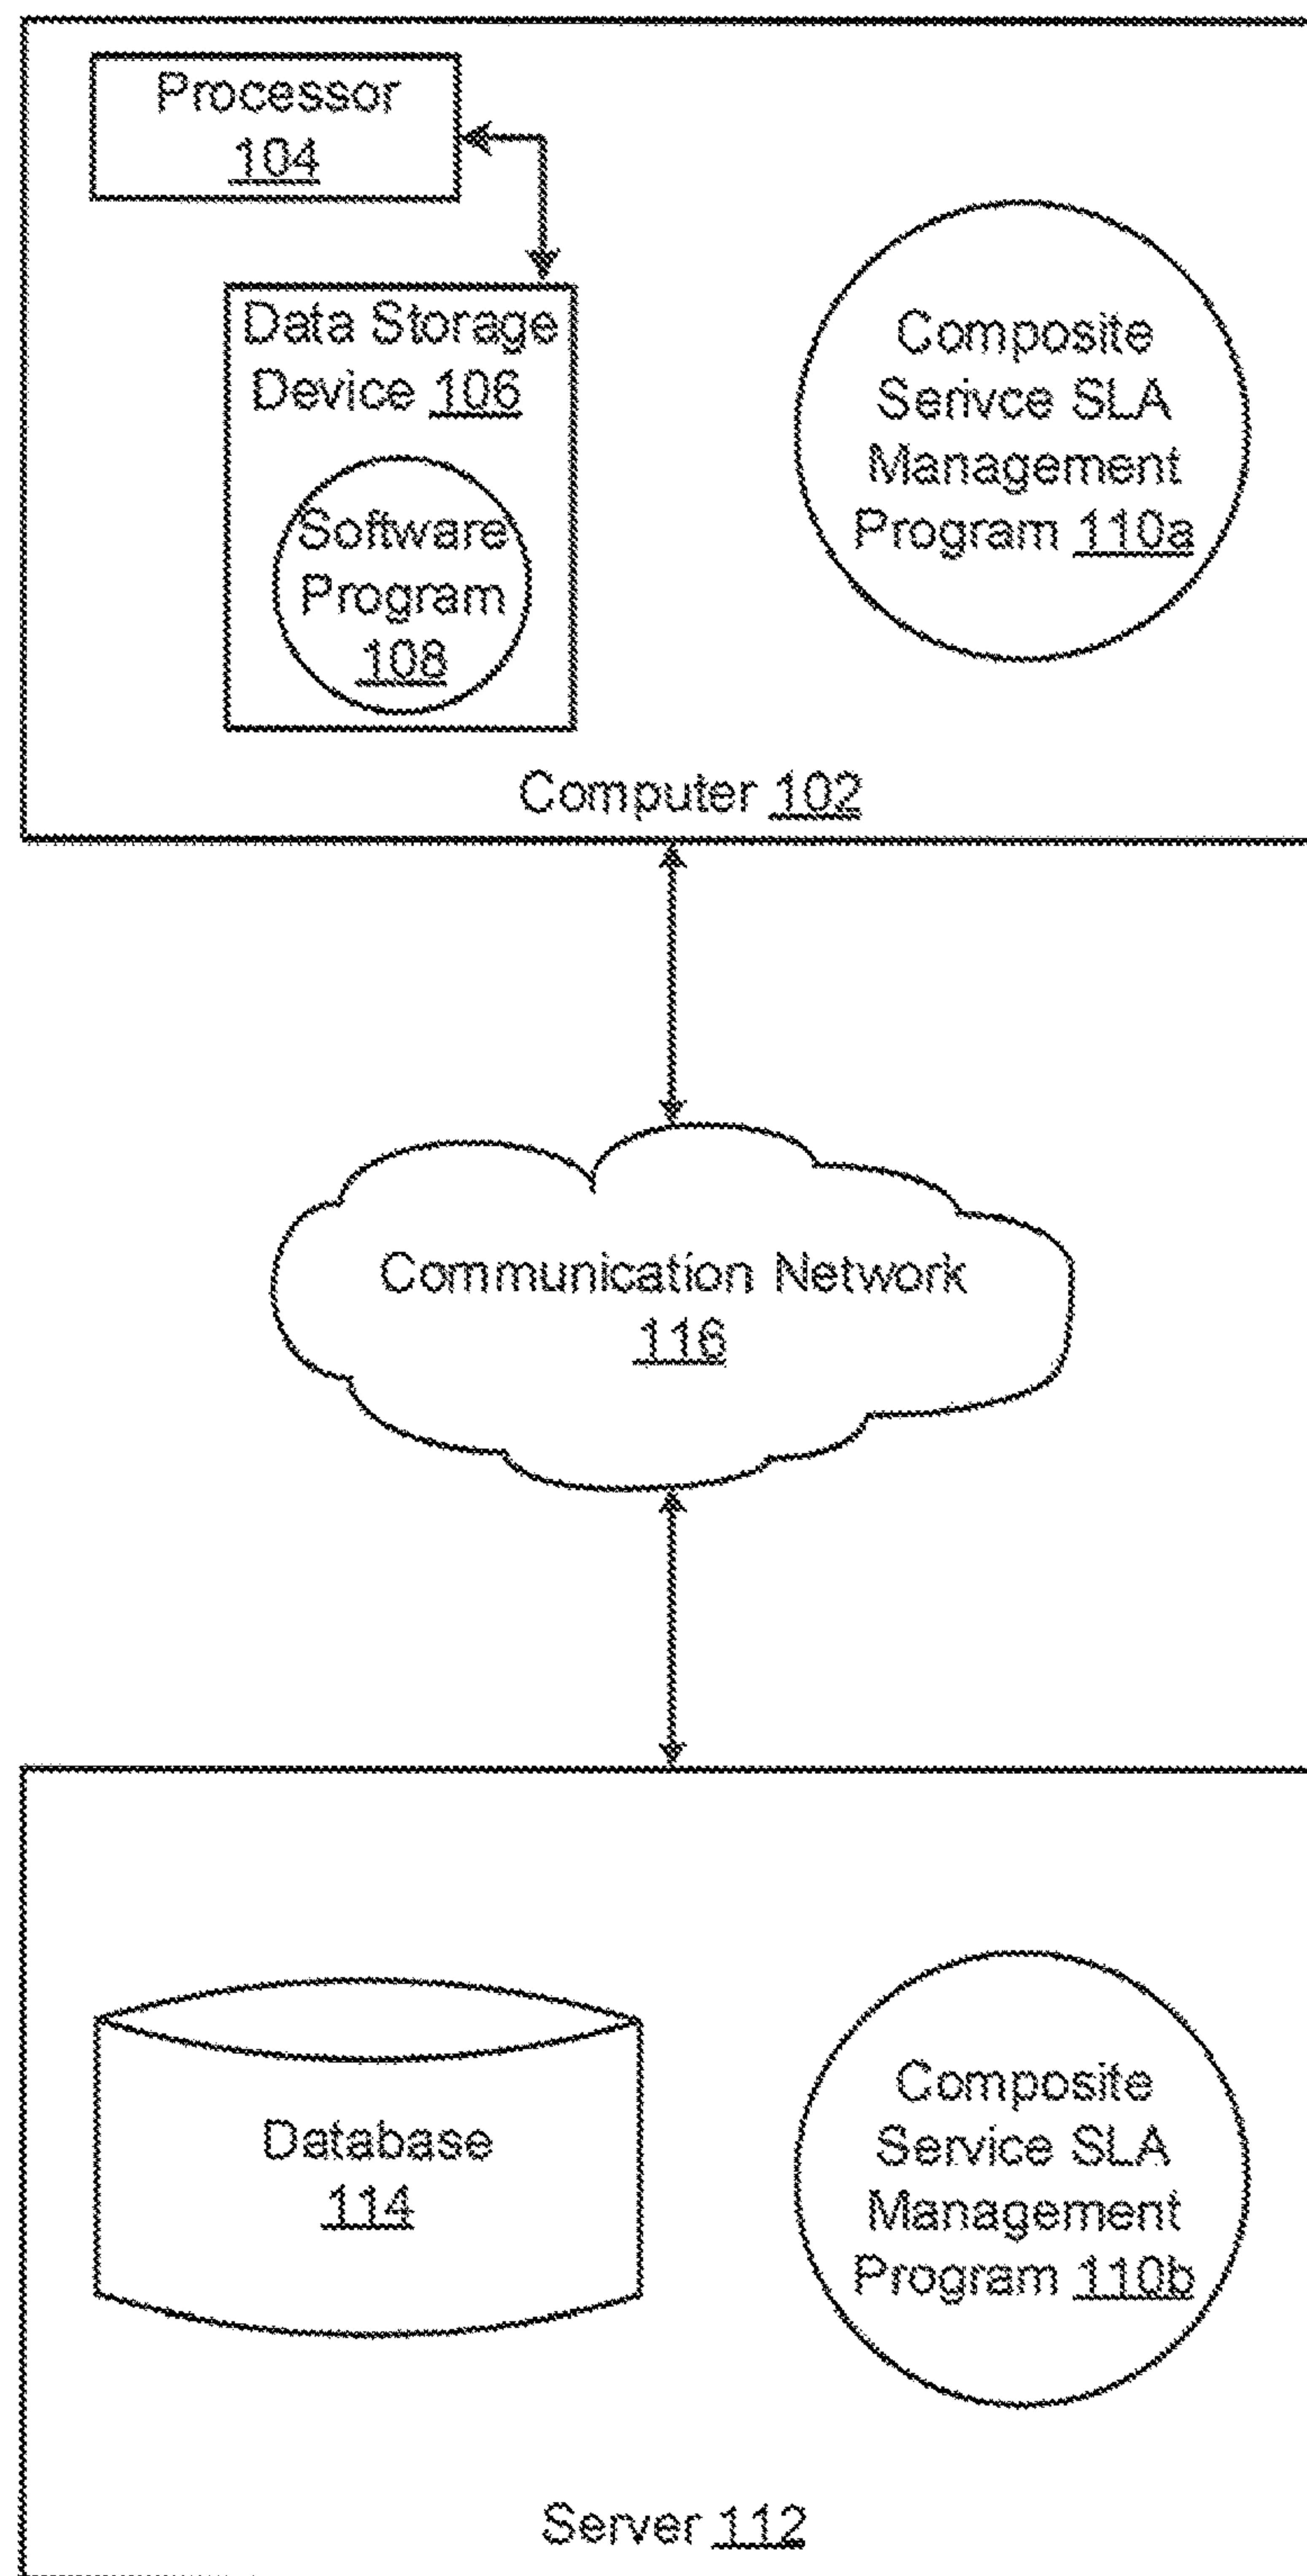 Processor
104
Data Storage
Device 106
Software
Program
108
Composite
Serivce SLA
Management
Program 110a
Computer 102
Communication Network
116
Database
114
Composite
Service SLA
Management
Program 110b
Server 112